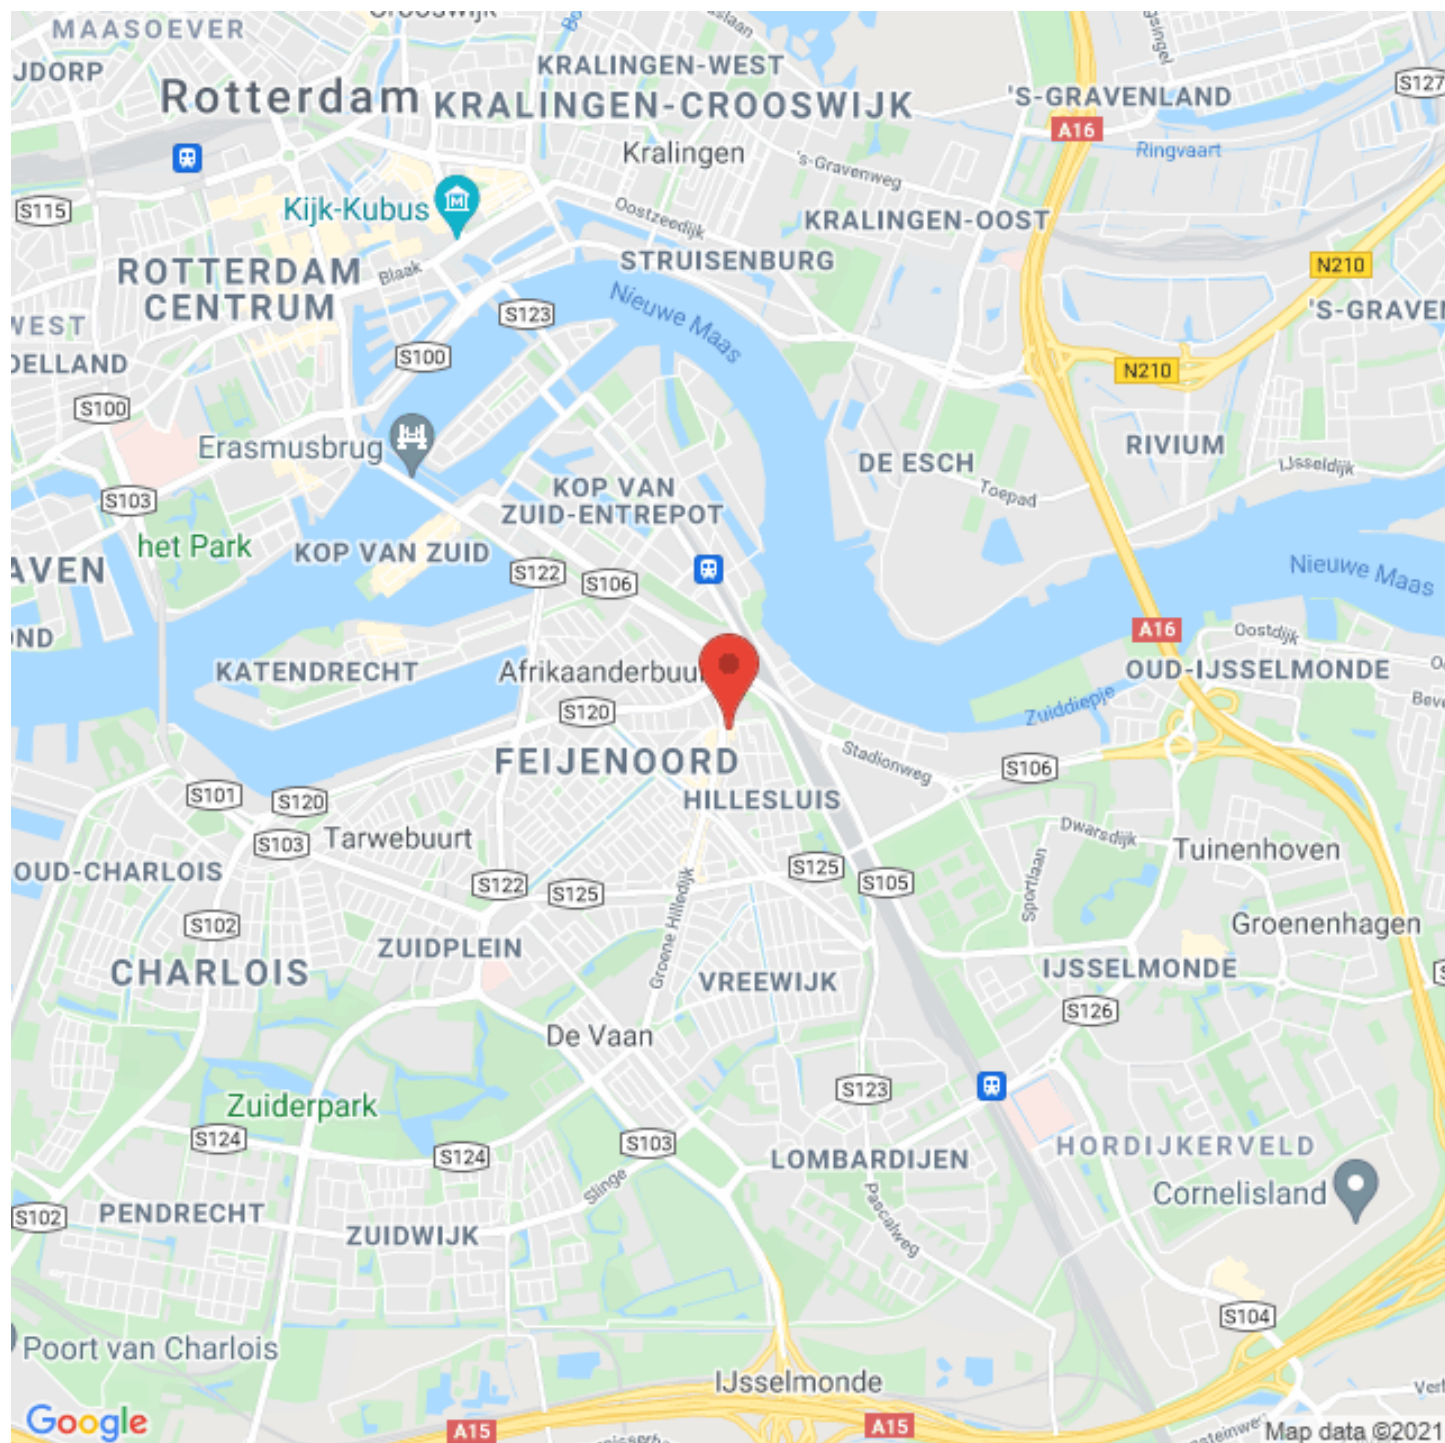 MAASOEVER
JDORP
KRALINGEN-WEST
'S-GRAVENLAND
S127
Rotterdam
KRALINGEN-CROOSWIJK
A16
Kralingen
Ringvaart
's-Gravenweg
S115
Kijk-Kubus
Oostzeedijk
KRALINGEN-OOST
ROTTERDAM
CENTRUM
Blaak
STRUISENBURG
N210
Nieuwe Maas
'S-GRAVE
WEST
S123
S100
DELLAND
N210
S100
Erasmusbrug
RIVIUM
DE ESCH
IJsseldijk
Toepad
KOP VAN
ZUID-ENTREPOT
S103
het Park
KOP VAN ZUID
AVEN
S122
S106
Nieuwe Maas
OND
A16
Oostdijk
KATENDRECHT
Afrikaanderbuu
OUD-IJSSELMONDE
S120
Zuiddiepje
FEIJENOORD
Stadionweg
S106
S101
S120
HILLESLUIS
S103
Tarwebuurt
Dwarsdijk
Tuinenhoven
OUD-CHARLOIS
S122
S125
S125
S105
Sportlaan
S102
Groene Hilledijk
Groenenhagen
ZUIDPLEIN
CHARLOIS
VREEWIJK
IJSSELMONDE
S126
De Vaan
Zuiderpark
S123
S124
S124
S103
HORDIJKERVELD
LOMBARDIJEN
Slinge
Pascalweg
Cornelisland
S102
PENDRECHT
ZUIDWIJK
S104
Poort van Charlois
IJsselmonde
Google
A15
A15
Map data ©2021